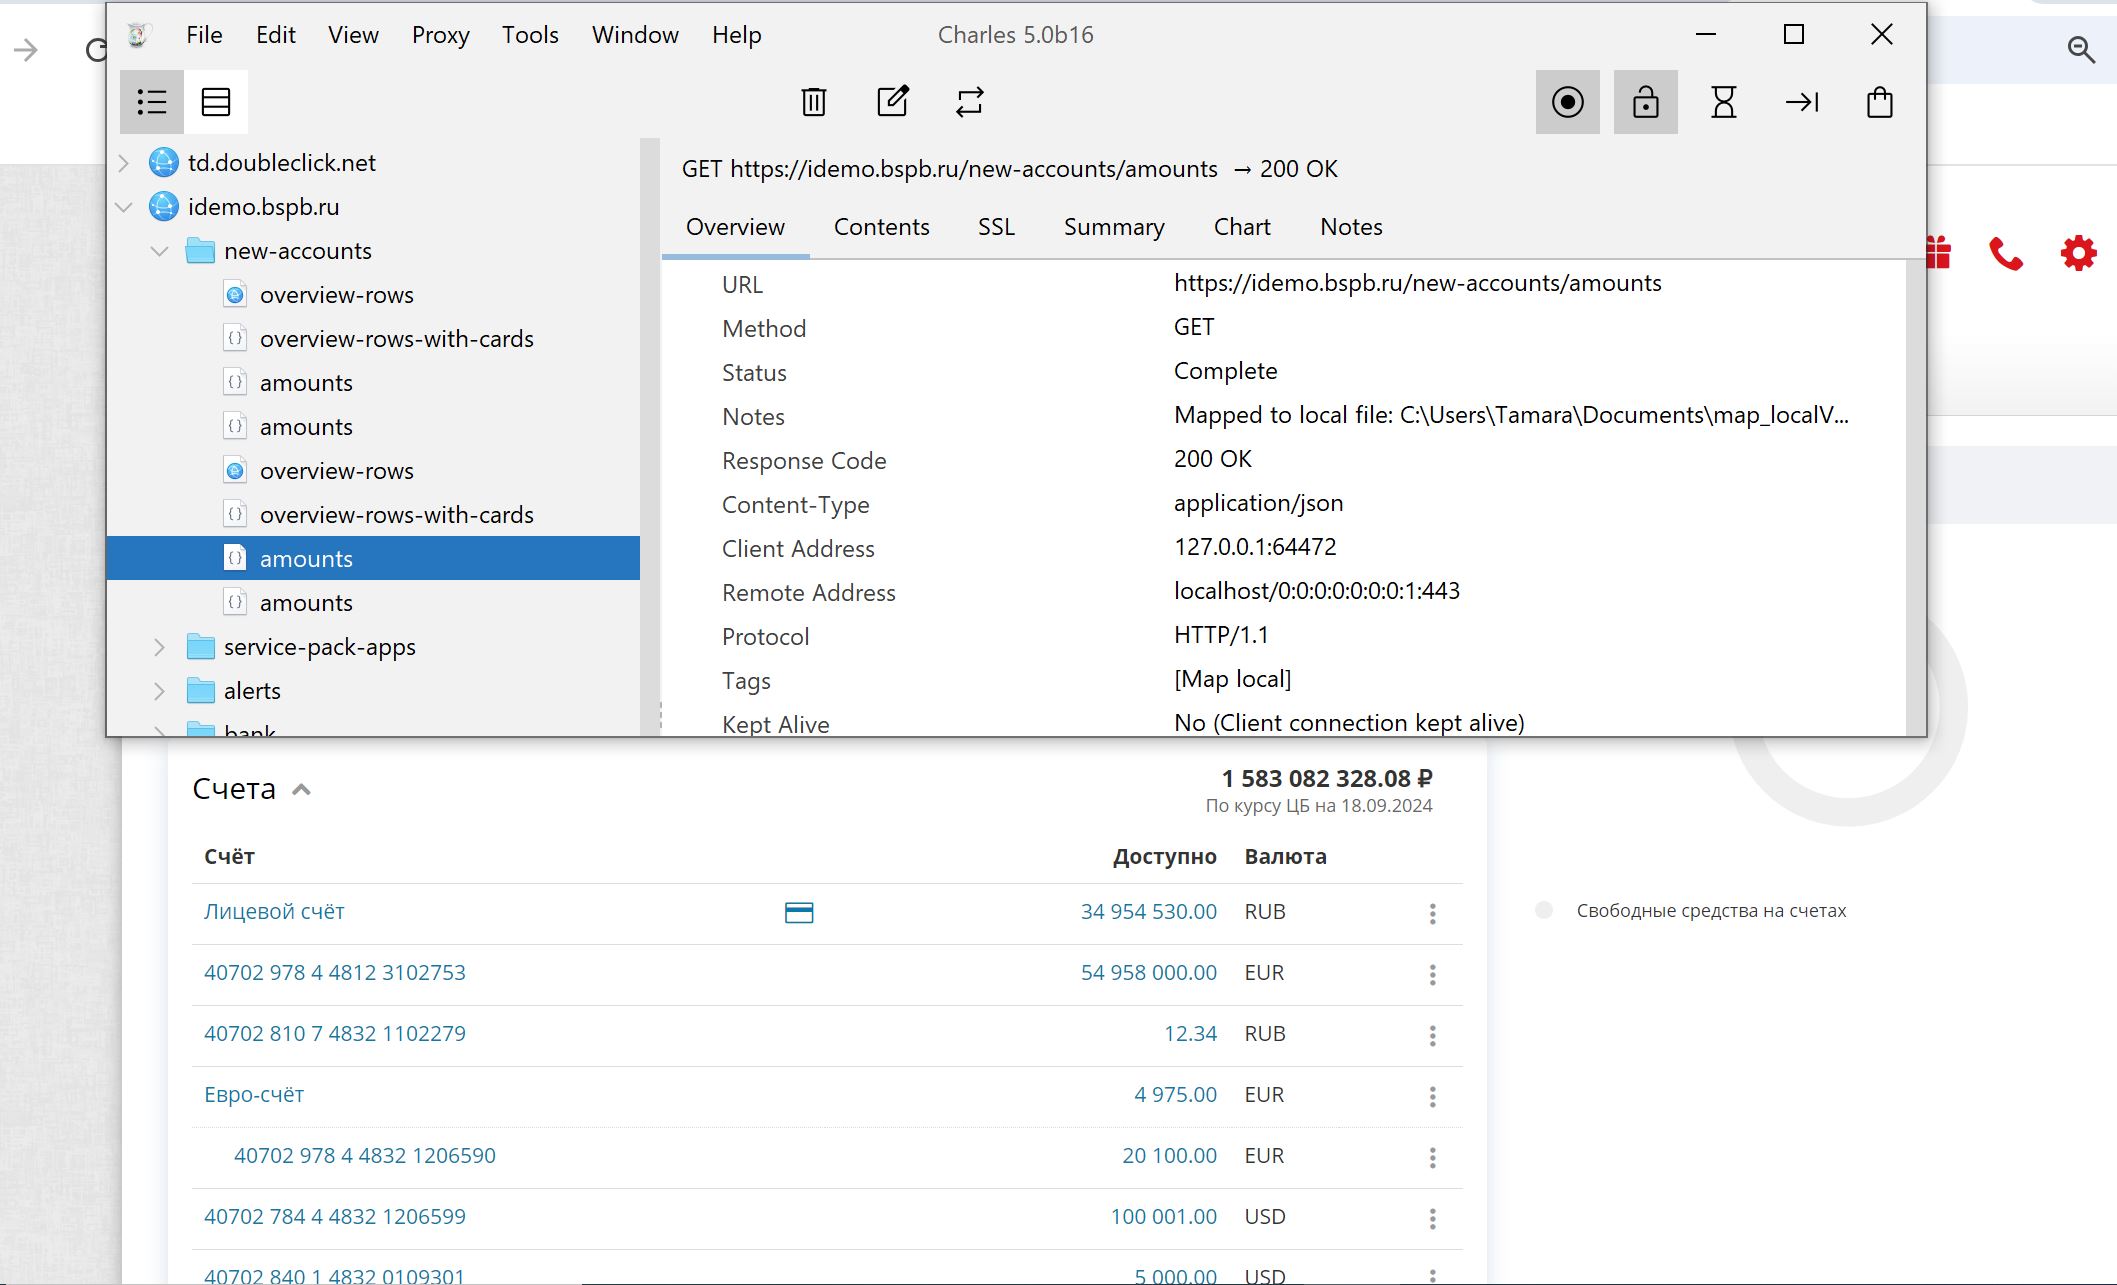 File Edit View Proxy Tools Window Help Charles 5.0b16
td.doubleclick.net
idemo.bspb.ru
new-accounts
overview-rows
overview-rows-with-cards
amounts
amounts
overview-rows
overview-rows-with-cards
amounts
amounts
service-pack-apps
alerts
bank
GET https://idemo.bspb.ru/new-accounts/amounts → 200 OK
Overview Contents SSL Summary Chart Notes
URL https://idemo.bspb.ru/new-accounts/amounts
Method GET
Status Complete
Notes Mapped to local file: C:\Users\Tamara\Documents\map_localV...
Response Code 200 OK
Content-Type application/json
Client Address 127.0.0.1:64472
Remote Address localhost/0:0:0:0:0:0:0:1:443
Protocol HTTP/1.1
Tags [Map local]
Kept Alive No (Client connection kept alive)
Счета 1 583 082 328.08 ₽
По курсу ЦБ на 18.09.2024
Счёт Доступно Валюта
Лицевой счёт 34 954 530.00 RUB
40702 978 4 4812 3102753 54 958 000.00 EUR
40702 810 7 4832 1102279 12.34 RUB
Евро-счёт 4 975.00 EUR
40702 978 4 4832 1206590 20 100.00 EUR
40702 784 4 4832 1206599 100 001.00 USD
40702 840 1 4832 0109301 5 000.00 USD
Свободные средства на счетах